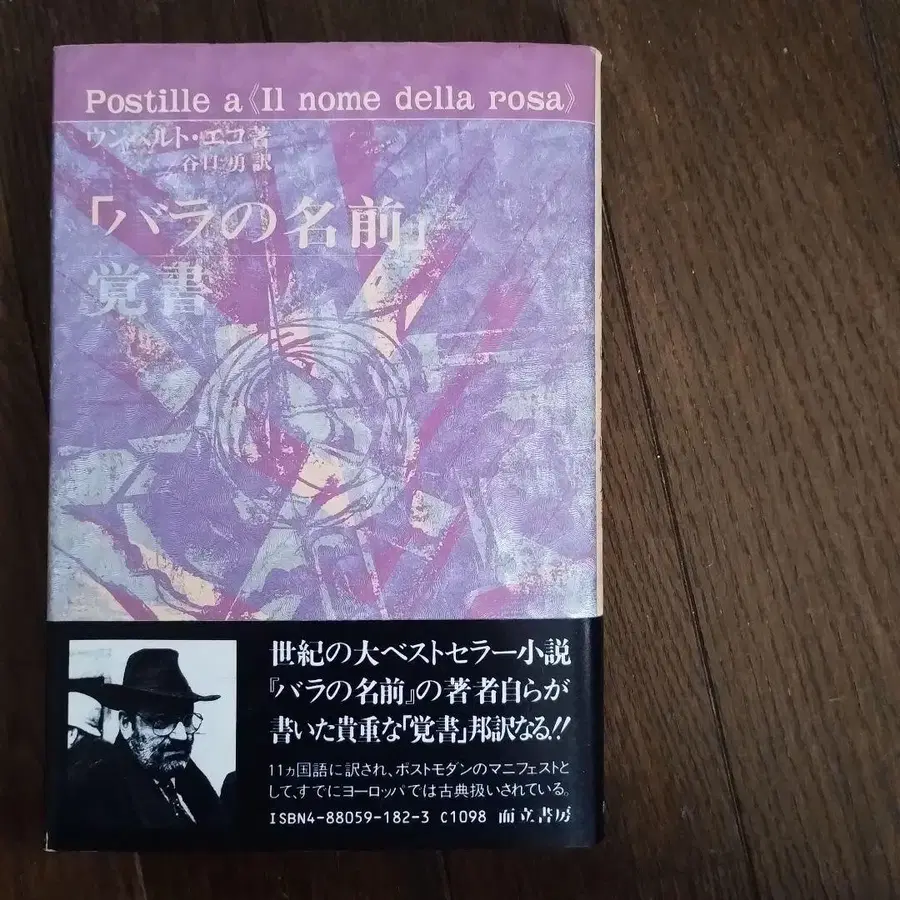 Postille a《Il nome della rosa》
ウンベルト・エコ著
谷口 勇 訳
「バラの名前」
覚書
世紀の大ベストセラー小説
『バラの名前』の著者自らが
書いた貴重な「覚書」邦訳なる!!
11ヵ国語に訳され、ポストモダンのマニフェストと
して、すでにヨーロッパでは古典扱いされている。
ISBN4-88059-182-3 C1098 而立書房